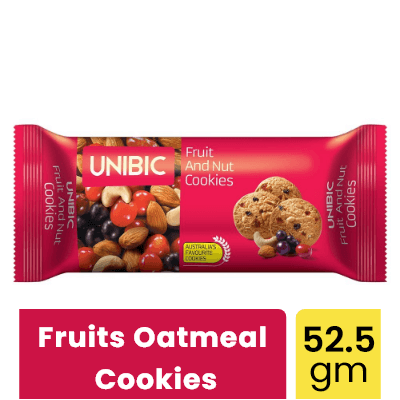 UNIBIC
Fruit
And Nut
Cookies
AUSTRALIA'S
FAVOURITE
COOKIES
UNIBIC
Fruit And Nut
Cookies
UNIBIC
Fruit And Nut
Cookies
Fruits Oatmeal
Cookies
52.5
gm